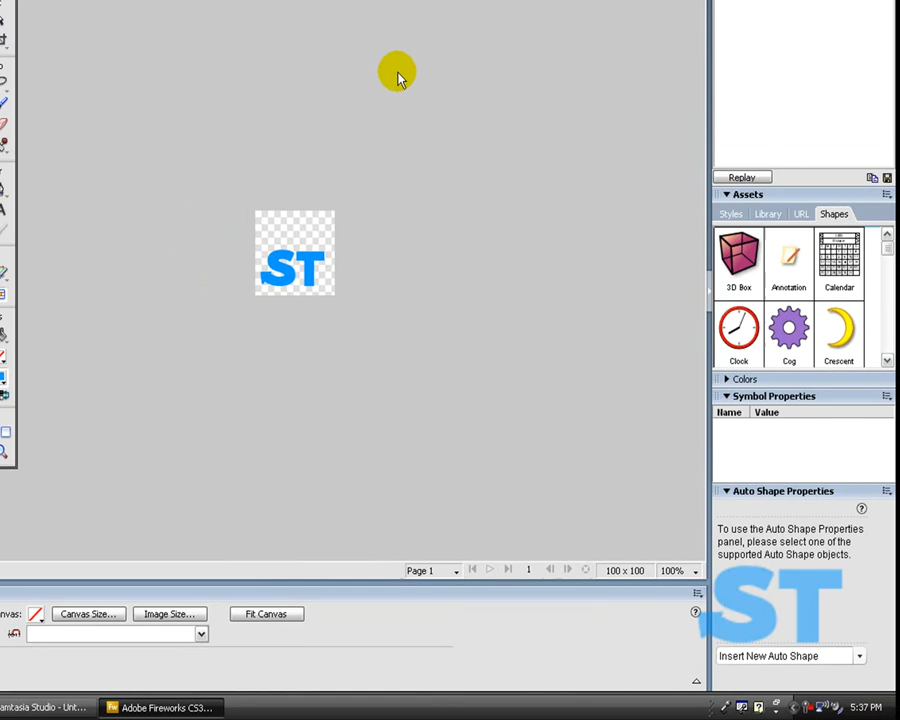 Replay
Assets
Styles Library URL Shapes
3D Box Annotation Calendar
Clock Cog Crescent
Colors
Symbol Properties
Name Value
Auto Shape Properties
To use the Auto Shape Properties
panel, please select one of the
supported Auto Shape objects.
ST
ST
Insert New Auto Shape
Page 1 1 100 x 100 100%
nvas: Canvas Size... Image Size... Fit Canvas
amtasia Studio - Unt... Adobe Fireworks CS3... 5:37 PM